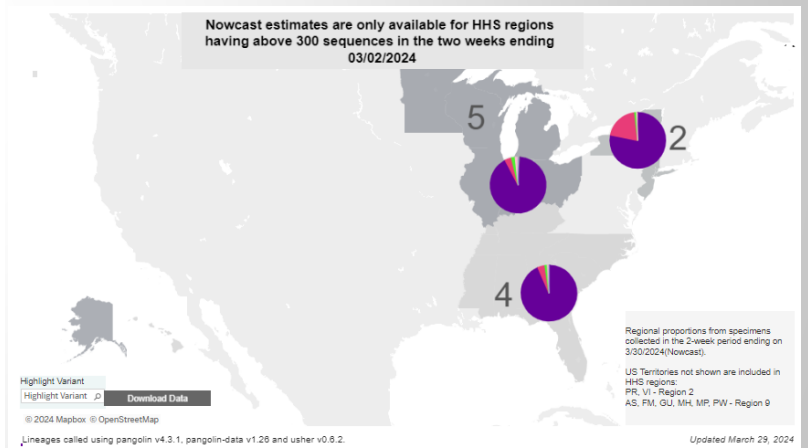 Nowcast estimates are only available for HHS regions
having above 300 sequences in the two weeks ending
03/02/2024
5
2
4
Regional proportions from specimens
collected in the 2-week period ending on
3/30/2024(Nowcast).
US Territories not shown are included in
HHS regions:
PR, VI - Region 2
AS, FM, GU, MH, MP, PW - Region 9
Highlight Variant
Highlight Variant
Download Data
© 2024 Mapbox © OpenStreetMap
Lineages called using pangolin v4.3.1, pangolin-data v1.26 and usher v0.6.2.
Updated March 29, 2024